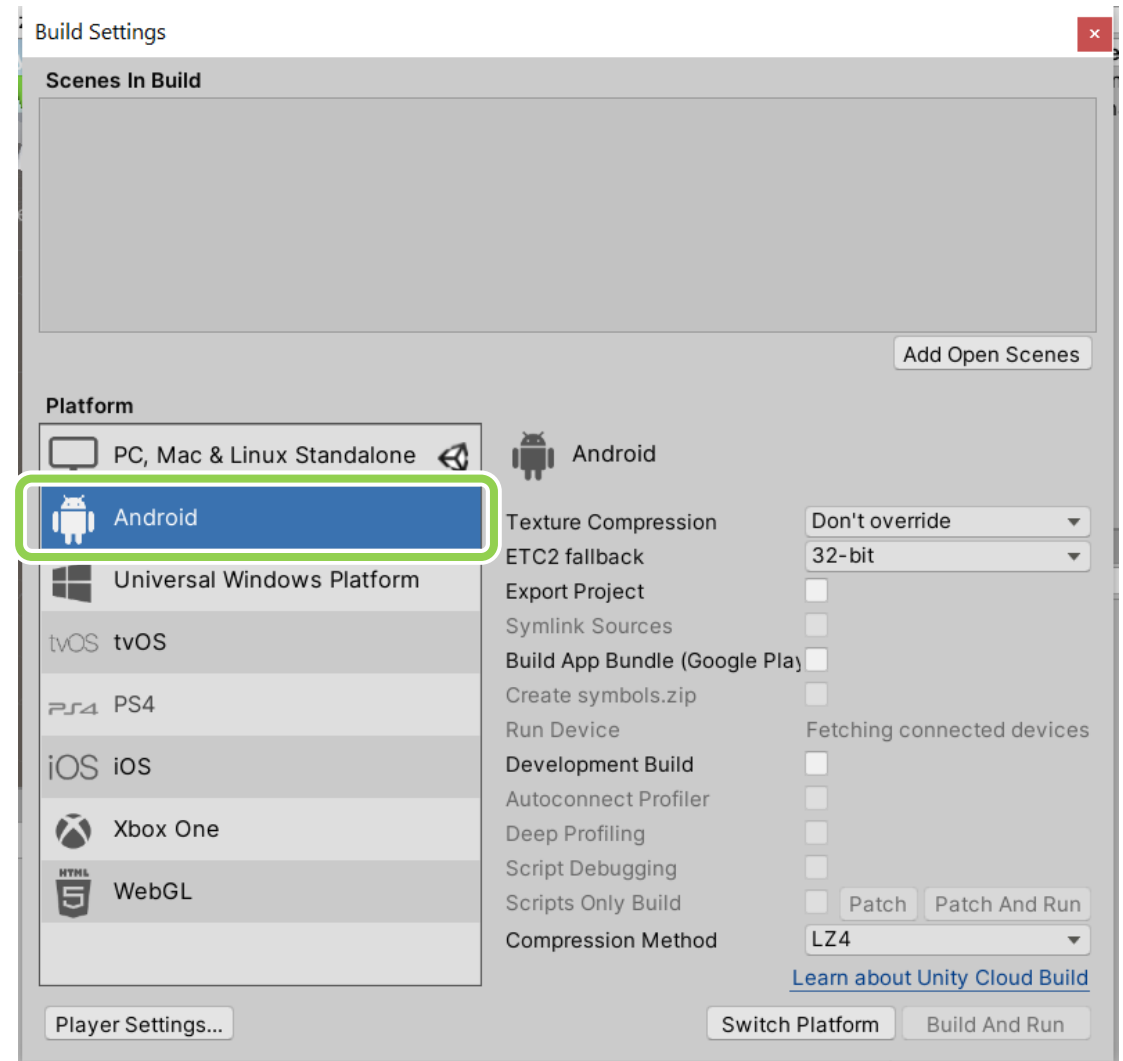 Build Settings
Scenes In Build
Add Open Scenes
Platform
PC, Mac & Linux Standalone
Android
Universal Windows Platform
tvOS tvOS
PS4 PS4
iOS iOS
Xbox One
HTML 5 WebGL
Android
Texture Compression Don't override
ETC2 fallback 32-bit
Export Project
Symlink Sources
Build App Bundle (Google Play
Create symbols.zip
Run Device Fetching connected devices
Development Build
Autoconnect Profiler
Deep Profiling
Script Debugging
Scripts Only Build Patch Patch And Run
Compression Method LZ4
Learn about Unity Cloud Build
Player Settings... Switch Platform Build And Run